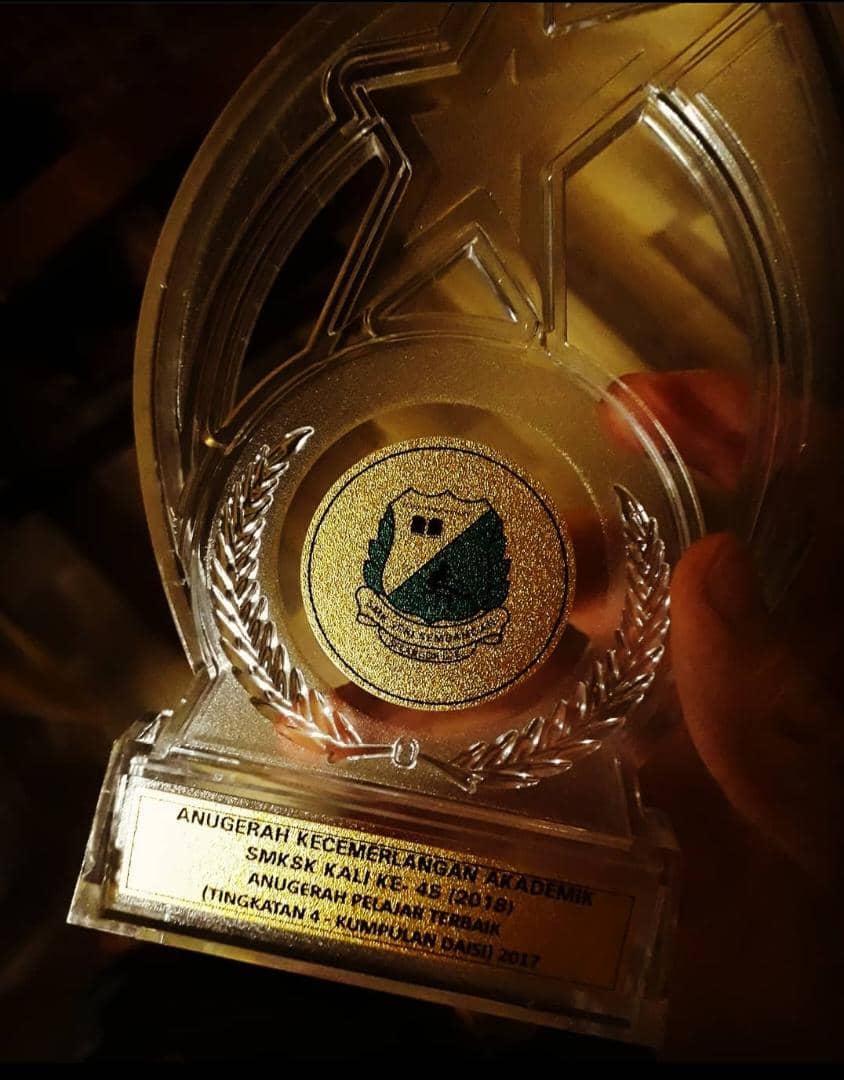 ANUGERAH KECEMERLANGAN AKADEMIK
SMKSK KALI KE- 45 (2018)
ANUGERAH PELAJAR TERBAIK
(TINGKATAN 4 - KUMPULAN DAISI) 2017